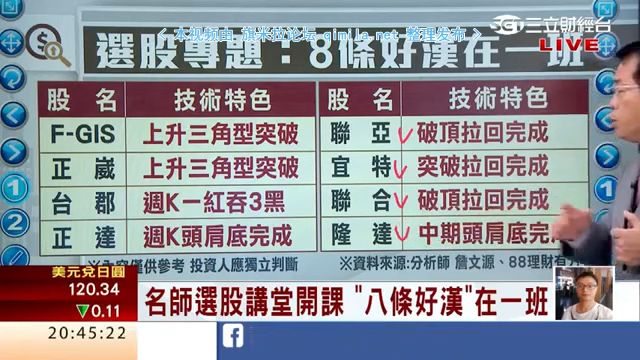 < 本视频由 旗米拉论坛 qimila.net 整理发布 >
三立財經台
LIVE
選股專題：8條好漢在一班
股名 技術特色 股名 技術特色
F-GIS 上升三角型突破 聯亞 破頂拉回完成
正崴 上升三角型突破 宜特 突破拉回完成
台郡 週K一紅吞3黑 聯合 破頂拉回完成
正達 週K頭肩底完成 隆達 中期頭肩底完
※內容僅供參考 投資人應獨立判斷 ※資料來源:分析師 詹文源、88理財有
1
2
美元兌日圓
120.34
▽0.11
名師選股講堂開課 "八條好漢"在一班
20:45:22
f